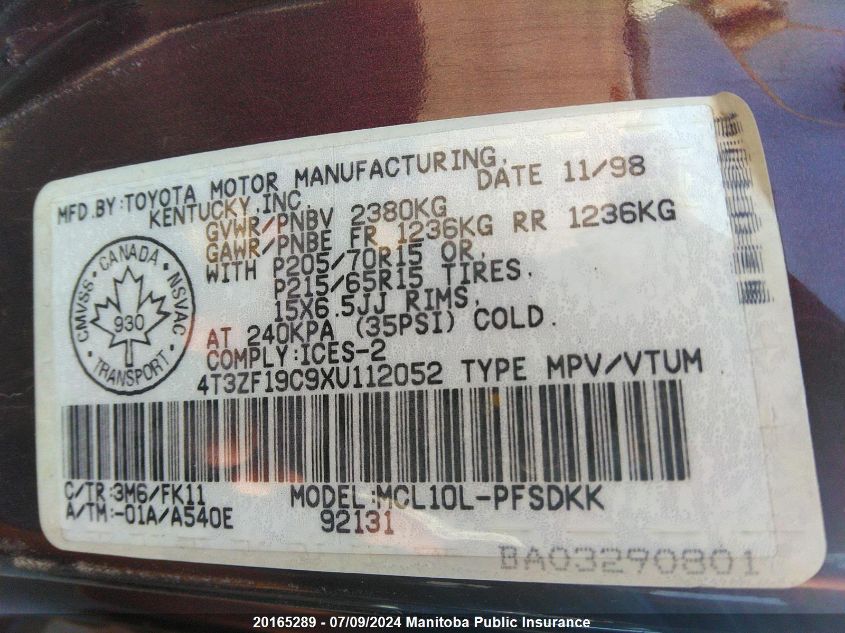 MFD.BY:TOYOTA MOTOR MANUFACTURING, DATE 11/98
KENTUCKY,INC.
GVWR/PNBV 2380KG
GAWR/PNBE FR 1236KG RR 1236KG
WITH P205/70R15 OR,
P215/65R15 TIRES,
15X6.5JJ RIMS,
AT 240KPA (35PSI) COLD.
COMPLY:ICES-2
4T3ZF19C9XU112052 TYPE MPV/VTUM
CMVSS · CANADA · NSVAC
930
TRANSPORT
C/TR:3M6/FK11 MODEL:MCL10L-PFSDKK
A/TM:-01A/A540E 92131
BA03290801
20165289 - 07/09/2024 Manitoba Public Insurance